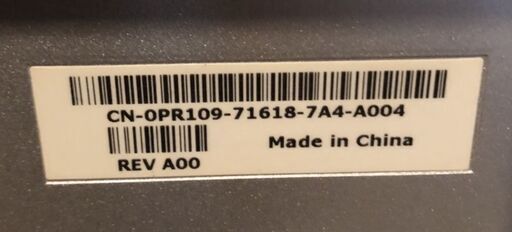 CN-0PR109-71618-7A4-A004
REV A00
Made in China